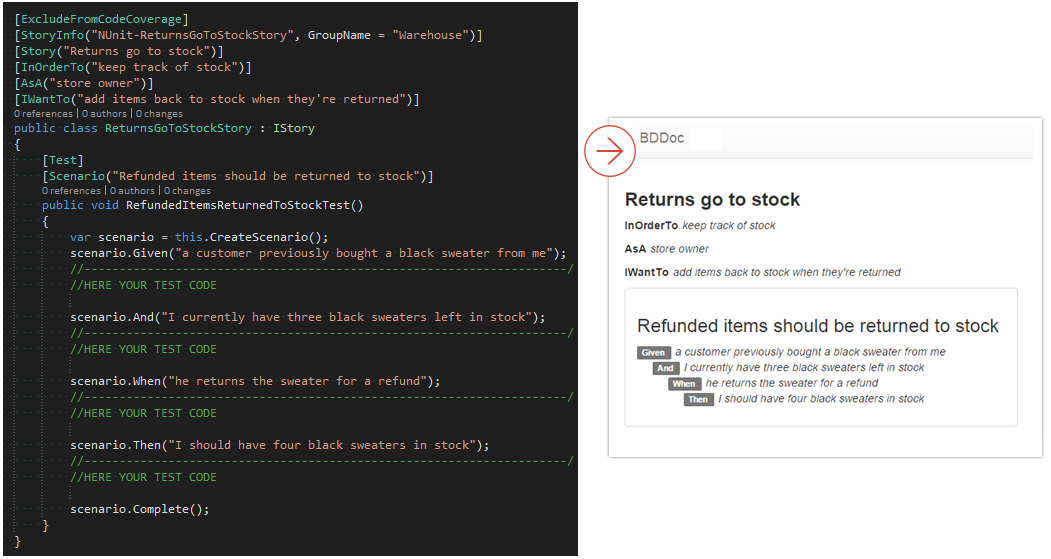 [ExcludeFromCodeCoverage]
[StoryInfo("NUnit-ReturnsGoToStockStory", GroupName = "Warehouse")]
[Story("Returns go to stock")]
[InOrderTo("keep track of stock")]
[AsA("store owner")]
[IWantTo("add items back to stock when they're returned")]
0 references | 0 authors | 0 changes
public class ReturnsGoToStockStory : IStory
{
[Test]
[Scenario("Refunded items should be returned to stock")]
0 references | 0 authors | 0 changes
public void RefundedItemsReturnedToStockTest()
{
var scenario = this.CreateScenario();
scenario.Given("a customer previously bought a black sweater from me");
//---------------------------------------------------------------------/
//HERE YOUR TEST CODE
scenario.And("I currently have three black sweaters left in stock");
//---------------------------------------------------------------------/
//HERE YOUR TEST CODE
scenario.When("he returns the sweater for a refund");
//---------------------------------------------------------------------/
//HERE YOUR TEST CODE
scenario.Then("I should have four black sweaters in stock");
//---------------------------------------------------------------------/
//HERE YOUR TEST CODE
scenario.Complete();
}
}
BDDoc
Returns go to stock
InOrderTo keep track of stock
AsA store owner
IWantTo add items back to stock when they're returned
Refunded items should be returned to stock
Given a customer previously bought a black sweater from me
And I currently have three black sweaters left in stock
When he returns the sweater for a refund
Then I should have four black sweaters in stock